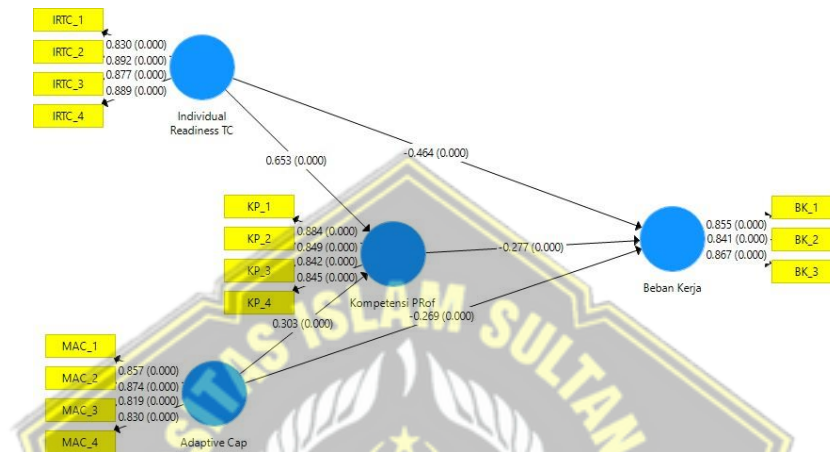 IRTC_1
IRTC_2
IRTC_3
IRTC_4
0.830 (0.000)
0.892 (0.000)
0.877 (0.000)
0.889 (0.000)
Individual
Readiness TC
-0.464 (0.000)
0.653 (0.000)
KP_1
KP_2
KP_3
KP_4
0.884 (0.000)
0.849 (0.000)
0.842 (0.000)
0.845 (0.000)
Kompetensi PRof
-0.277 (0.000)
0.855 (0.000)
0.841 (0.000)
0.867 (0.000)
BK_1
BK_2
BK_3
Beban Kerja
0.303 (0.000)
-0.269 (0.000)
MAC_1
MAC_2
MAC_3
MAC_4
0.857 (0.000)
0.874 (0.000)
0.819 (0.000)
0.830 (0.000)
Adaptive Cap
ISLAM SULTAN